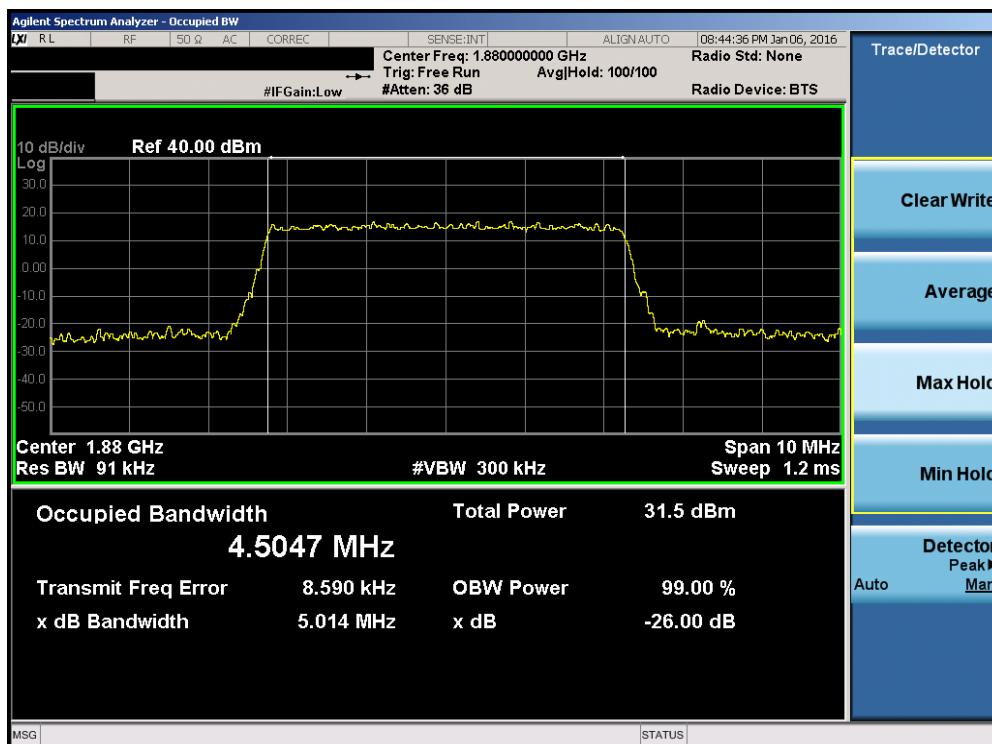 Agilent Spectrum Analyzer - Occupied BW
LXI RL RF 50 Ω AC CORREC SENSE:INT ALIGN AUTO 08:44:36 PM Jan 06, 2016
Center Freq: 1.880000000 GHz Radio Std: None
Trig: Free Run Avg|Hold: 100/100
#IFGain:Low #Atten: 36 dB Radio Device: BTS
10 dB/div Ref 40.00 dBm
Log
30.0
20.0
10.0
0.00
-10.0
-20.0
-30.0
-40.0
-50.0
Center 1.88 GHz Span 10 MHz
Res BW 91 kHz #VBW 300 kHz Sweep 1.2 ms
Occupied Bandwidth Total Power 31.5 dBm
4.5047 MHz
Transmit Freq Error 8.590 kHz OBW Power 99.00 %
x dB Bandwidth 5.014 MHz x dB -26.00 dB
MSG STATUS
Trace/Detector
Clear Write
Average
Max Hold
Min Hold
Detector
Peak
Auto Man